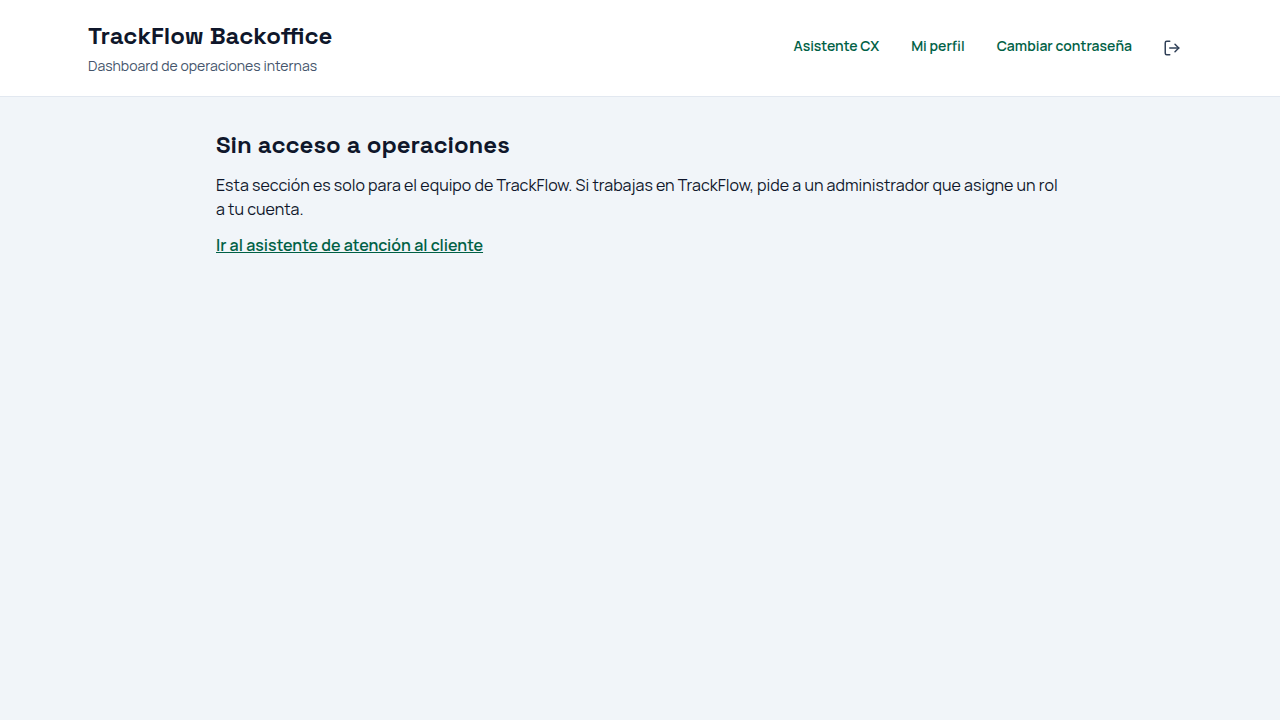 TrackFlow Backoffice
Dashboard de operaciones internas
Asistente CX
Mi perfil
Cambiar contraseña
Sin acceso a operaciones
Esta sección es solo para el equipo de TrackFlow. Si trabajas en TrackFlow, pide a un administrador que asigne un rol
a tu cuenta.
Ir al asistente de atención al cliente